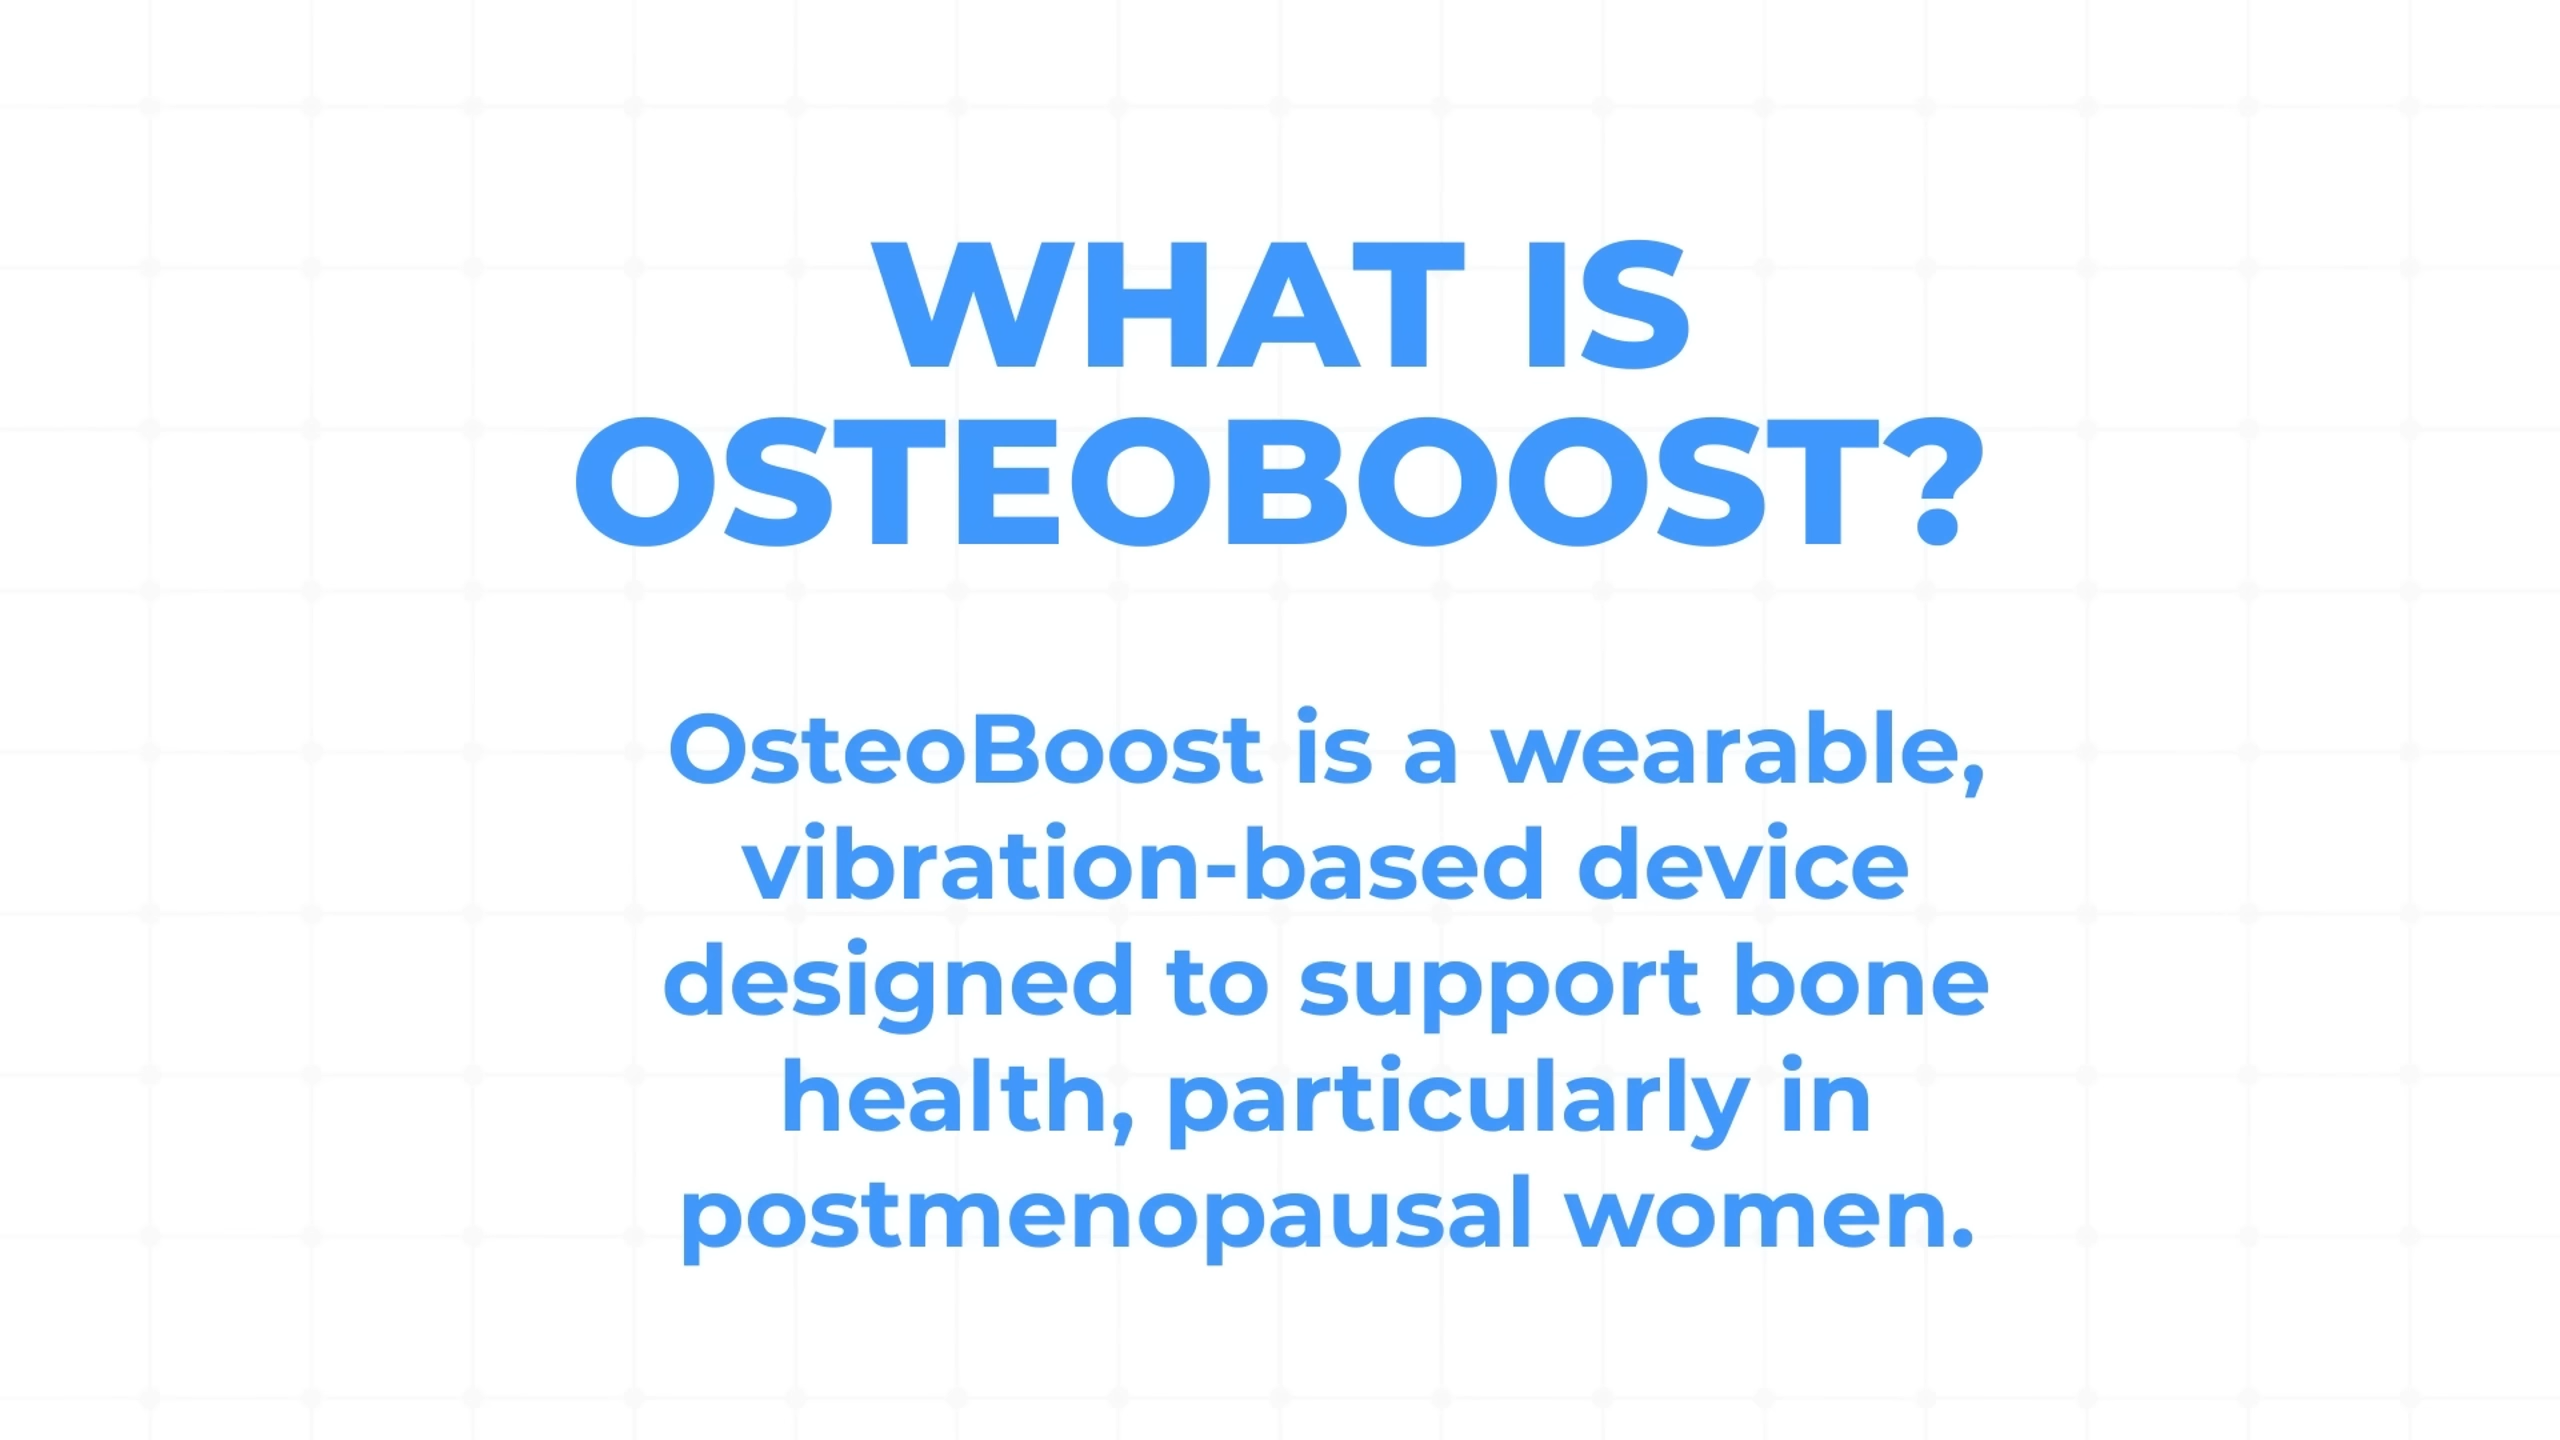 WHAT IS
OSTEOBOOST?
OsteoBoost is a wearable,
vibration-based device
designed to support bone
health, particularly in
postmenopausal women.